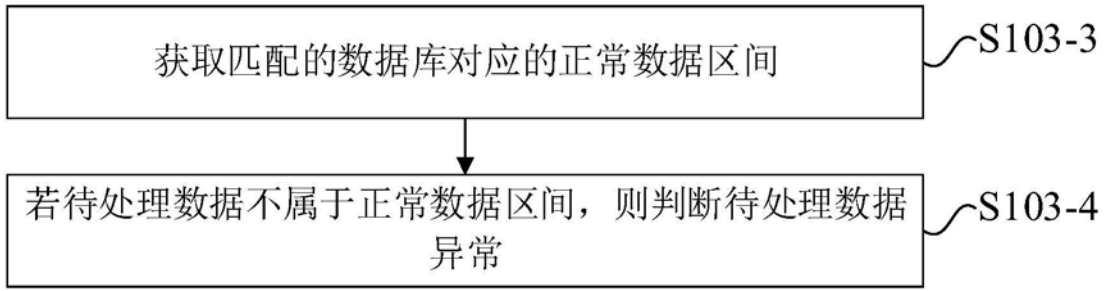 获取匹配的数据库对应的正常数据区间
S103-3
若待处理数据不属于正常数据区间，则判断待处理数据
异常
S103-4